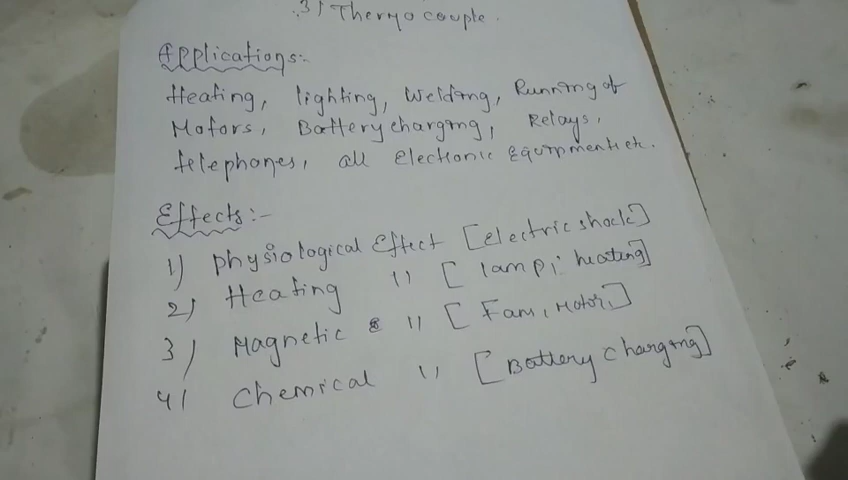 3) Thermo couple.
Applications:-
Heating, lighting, Welding, Running of
Motors, Battery charging, Relays,
telephones, all Electronic Equipment etc.
Effects:-
1) Physiological Effect [electric shock]
2) Heating " [lamp, heating]
3) Magnetic " [Fan, Motor,]
4) Chemical " [Battery charging]